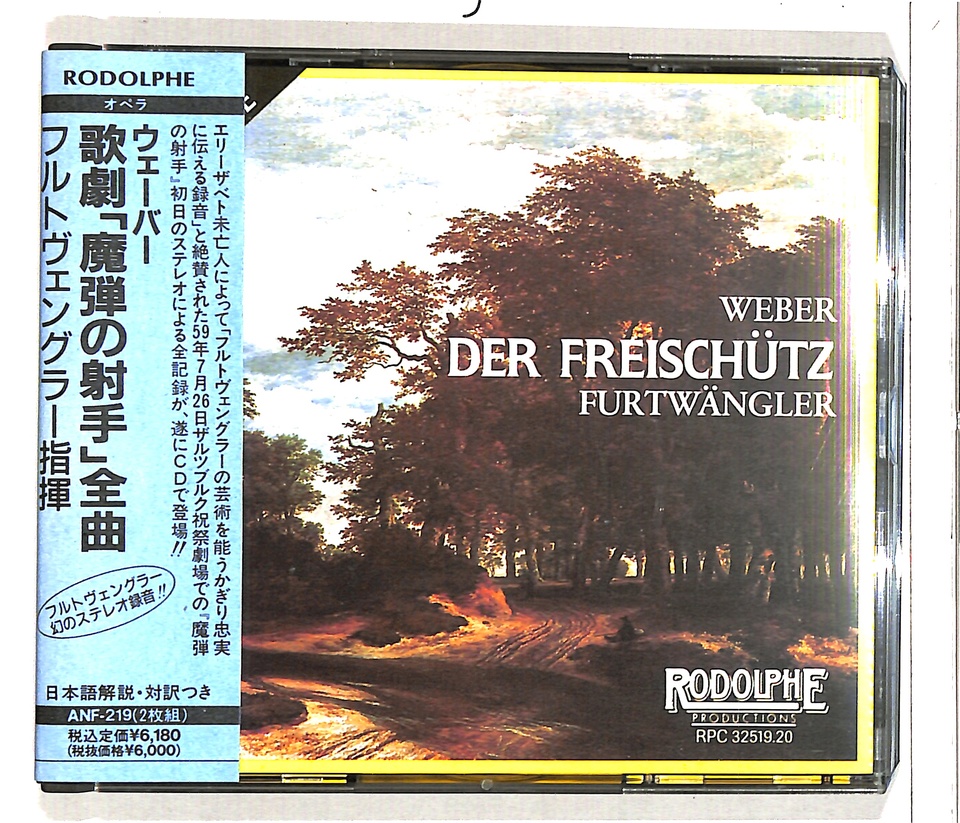 RODOLPHE
オペラ
エリーザベト未亡人によって「フルトヴェングラーの芸術を能うかぎり忠実
に伝える録音」と絶賛された59年7月26日ザルツブルク祝祭劇場での『魔弾
の射手』初日のステレオによる全記録が、遂にCDで登場!!
ウェーバー
歌劇「魔弾の射手」全曲
フルトヴェングラー指揮
フルトヴェングラー
幻のステレオ録音!!
日本語解説・対訳つき
ANF-219(2枚組)
税込定価¥6,180
(税抜価格¥6,000)
WEBER
DER FREISCHÜTZ
FURTWÄNGLER
RODOLPHE
PRODUCTIONS
RPC 32519.20